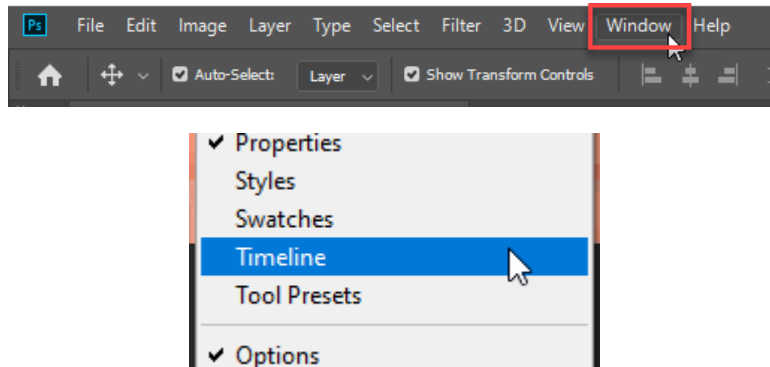 Ps File Edit Image Layer Type Select Filter 3D View Window Help
Auto-Select: Layer Show Transform Controls
Properties
Styles
Swatches
Timeline
Tool Presets
Options